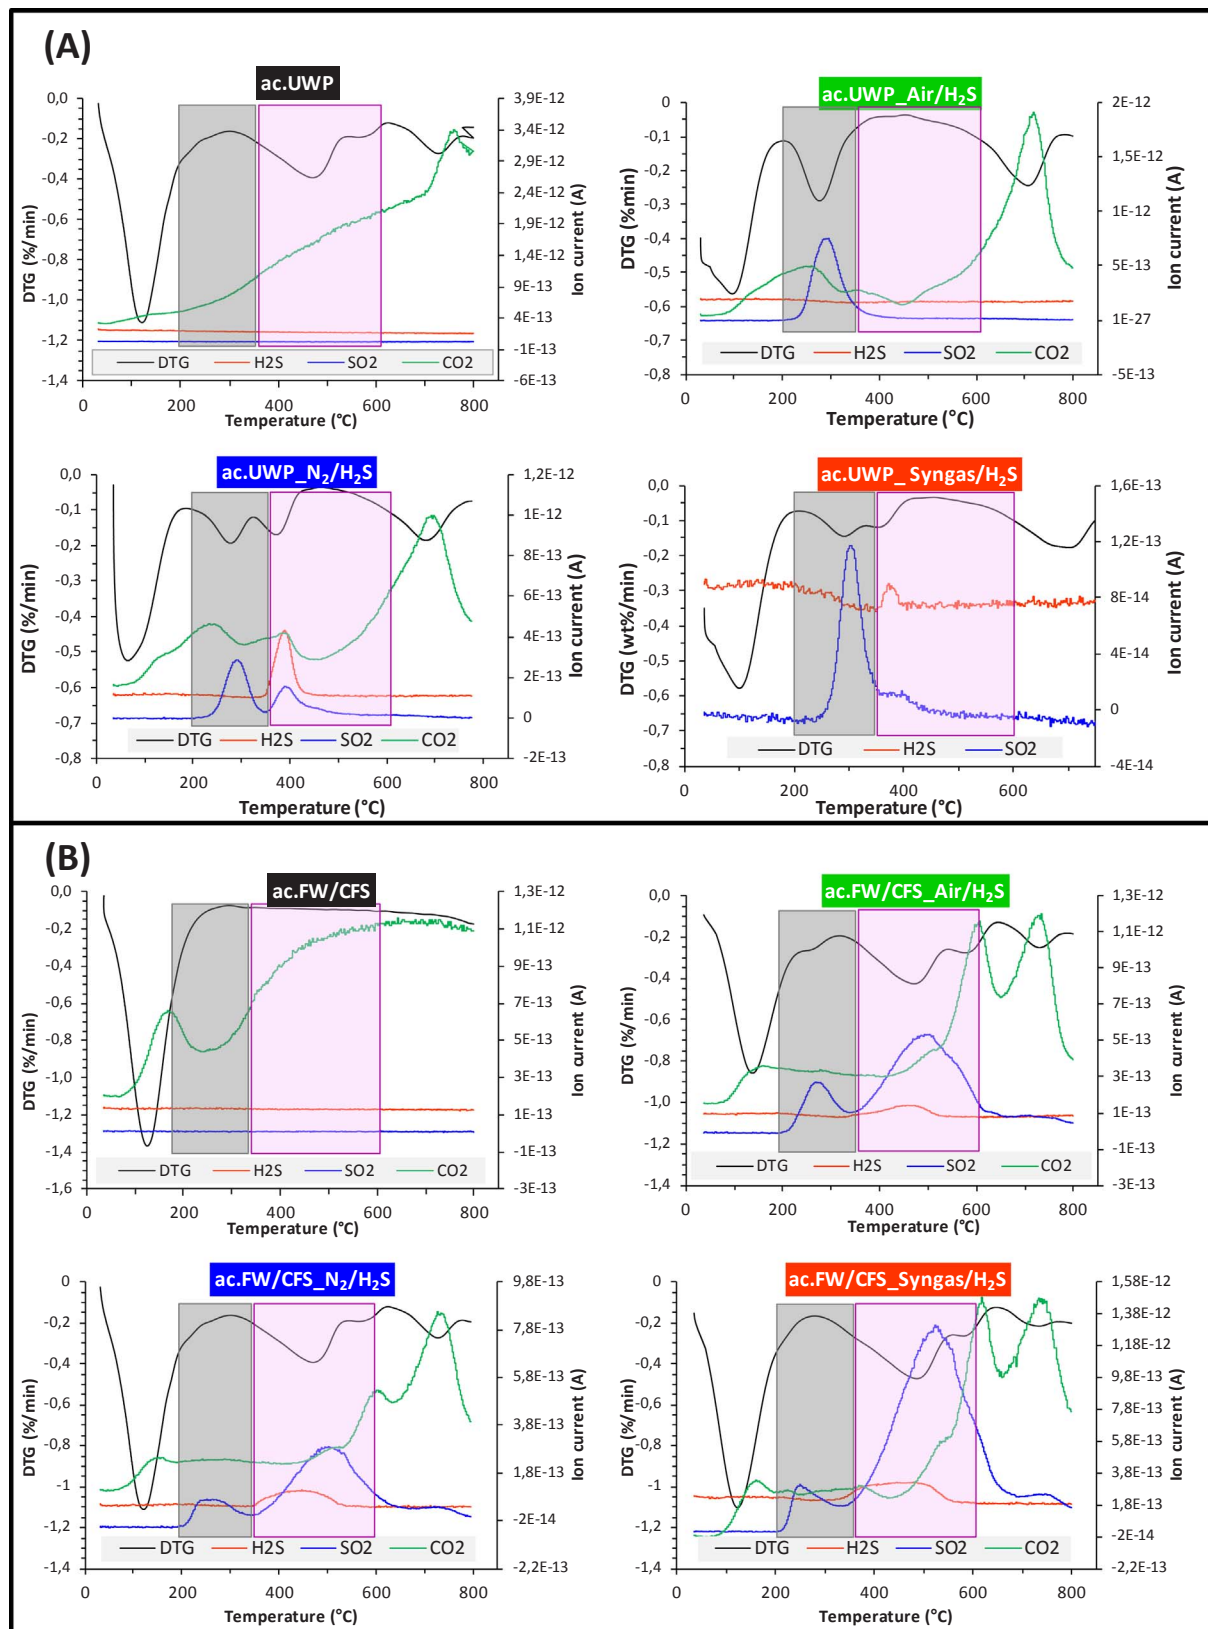 (A)
ac.UWP
0,0
-0,2
-0,4
-0,6
-0,8
-1,0
-1,2
-1,4
DTG (%/min)
3,9E-12
3,4E-12
2,9E-12
2,4E-12
1,9E-12
1,4E-12
9E-13
4E-13
-1E-13
-6E-13
Ion current (A)
DTG H2S SO2 CO2
0 200 400 600 800
Temperature (°C)
ac.UWP_Air/H₂S
0
-0,1
-0,2
-0,3
-0,4
-0,5
-0,6
-0,7
-0,8
DTG (%min)
2E-12
1,5E-12
1E-12
5E-13
1E-27
-5E-13
Ion current (A)
DTG H2S SO2 CO2
0 200 400 600 800
Temperature (°C)
ac.UWP_N₂/H₂S
0,0
-0,1
-0,2
-0,3
-0,4
-0,5
-0,6
-0,7
-0,8
DTG (%/min)
1,2E-12
1E-12
8E-13
6E-13
4E-13
2E-13
0
-2E-13
Ion current (A)
DTG H2S SO2 CO2
0 200 400 600 800
Temperature (°C)
ac.UWP_ Syngas/H₂S
0,0
-0,1
-0,2
-0,3
-0,4
-0,5
-0,6
-0,7
-0,8
DTG (wt%/min)
1,6E-13
1,2E-13
8E-14
4E-14
0
-4E-14
Ion current (A)
DTG H2S SO2
0 200 400 600
Temperature (°C)
(B)
ac.FW/CFS
0,0
-0,2
-0,4
-0,6
-0,8
-1,0
-1,2
-1,4
-1,6
DTG (%/min)
1,3E-12
1,1E-12
9E-13
7E-13
5E-13
3E-13
1E-13
-1E-13
-3E-13
Ion current (A)
DTG H2S SO2 CO2
0 200 400 600 800
Temperature (°C)
ac.FW/CFS_Air/H₂S
0,0
-0,2
-0,4
-0,6
-0,8
-1,0
-1,2
-1,4
DTG (%/min)
1,3E-12
1,1E-12
9E-13
7E-13
5E-13
3E-13
1E-13
-1E-13
-3E-13
Ion current (A)
DTG H2S SO2 CO2
0 200 400 600 800
Temperature (°C)
ac.FW/CFS_N₂/H₂S
0
-0,2
-0,4
-0,6
-0,8
-1
-1,2
-1,4
DTG (%/min)
9,8E-13
7,8E-13
5,8E-13
3,8E-13
1,8E-13
-2E-14
-2,2E-13
Ion current (A)
DTG H2S SO2 CO2
0 200 400 600 800
Temperature (°C)
ac.FW/CFS_Syngas/H₂S
0
-0,2
-0,4
-0,6
-0,8
-1
-1,2
-1,4
DTG (%/min)
1,58E-12
1,38E-12
1,18E-12
9,8E-13
7,8E-13
5,8E-13
3,8E-13
1,8E-13
-2E-14
-2,2E-13
Ion current (A)
DTG H2S SO2 CO2
0 200 400 600 800
Temperature (°C)